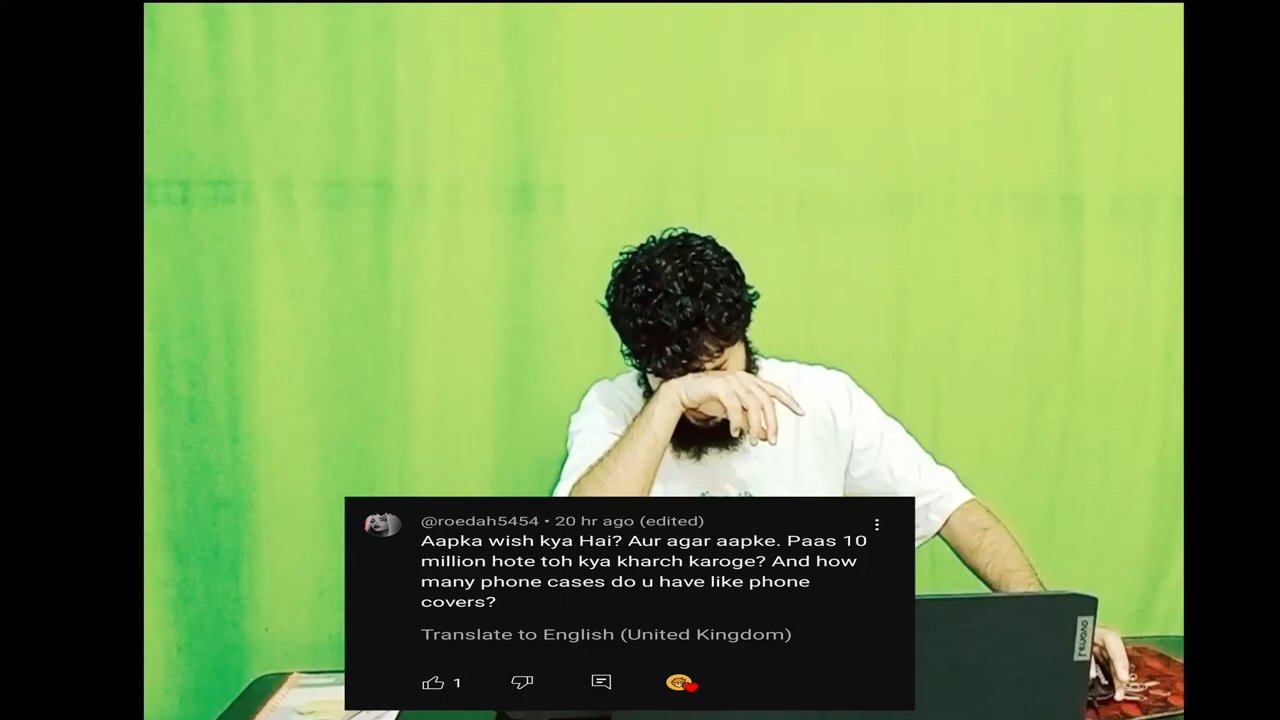 @roedah5454 • 20 hr ago (edited)
Aapka wish kya Hai? Aur agar aapke. Paas 10
million hote toh kya kharch karoge? And how
many phone cases do u have like phone
covers?
Translate to English (United Kingdom)
1
Lenovo